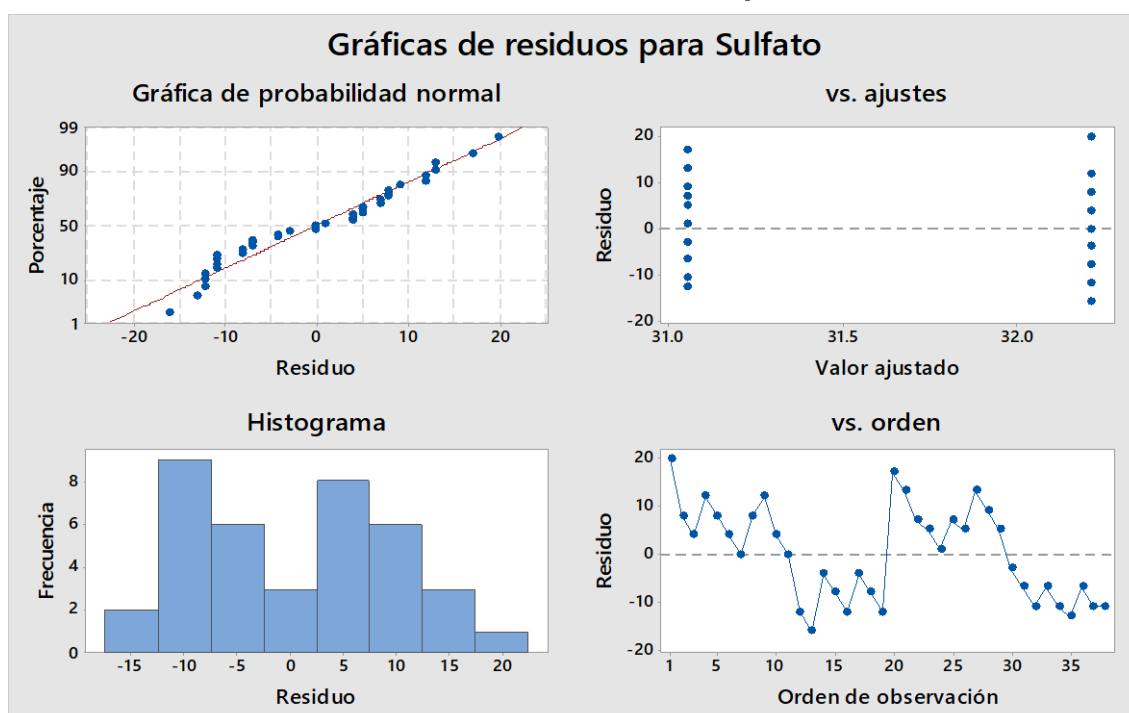 Gráficas de residuos para Sulfato
Gráfica de probabilidad normal
99
90
50
10
1
Porcentaje
-20 -10 0 10 20
Residuo
vs. ajustes
20
10
0
-10
-20
Residuo
31.0 31.5 32.0
Valor ajustado
Histograma
8
6
4
2
0
Frecuencia
-15 -10 -5 0 5 10 15 20
Residuo
vs. orden
20
10
0
-10
-20
Residuo
1 5 10 15 20 25 30 35
Orden de observación